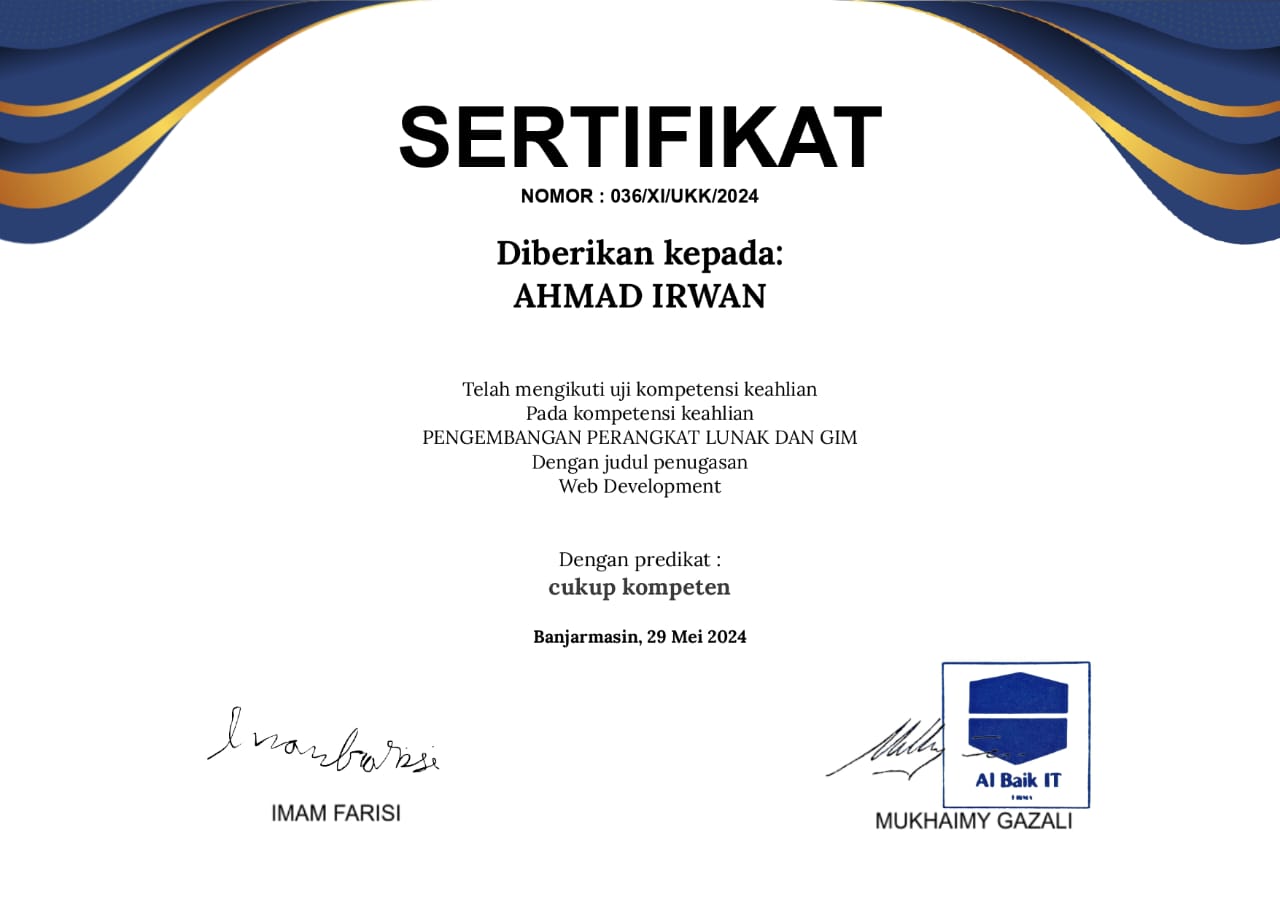 SERTIFIKAT
NOMOR : 036/XI/UKK/2024
Diberikan kepada:
AHMAD IRWAN
Telah mengikuti uji kompetensi keahlian
Pada kompetensi keahlian
PENGEMBANGAN PERANGKAT LUNAK DAN GIM
Dengan judul penugasan
Web Development
Dengan predikat :
cukup kompeten
Banjarmasin, 29 Mei 2024
Al Baik IT
IMAM FARISI
MUKHAIMY GAZALI